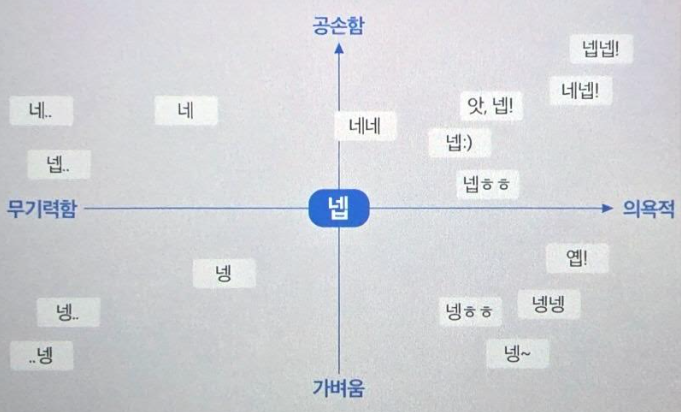 공손함
넵넵!
네넵!
네..
네
앗, 넵!
네네
넵:)
넵..
넵ㅎㅎ
무기력함
넵
의욕적
옙!
넹
넹..
넹ㅎㅎ
넹넹
..넹
넹~
가벼움